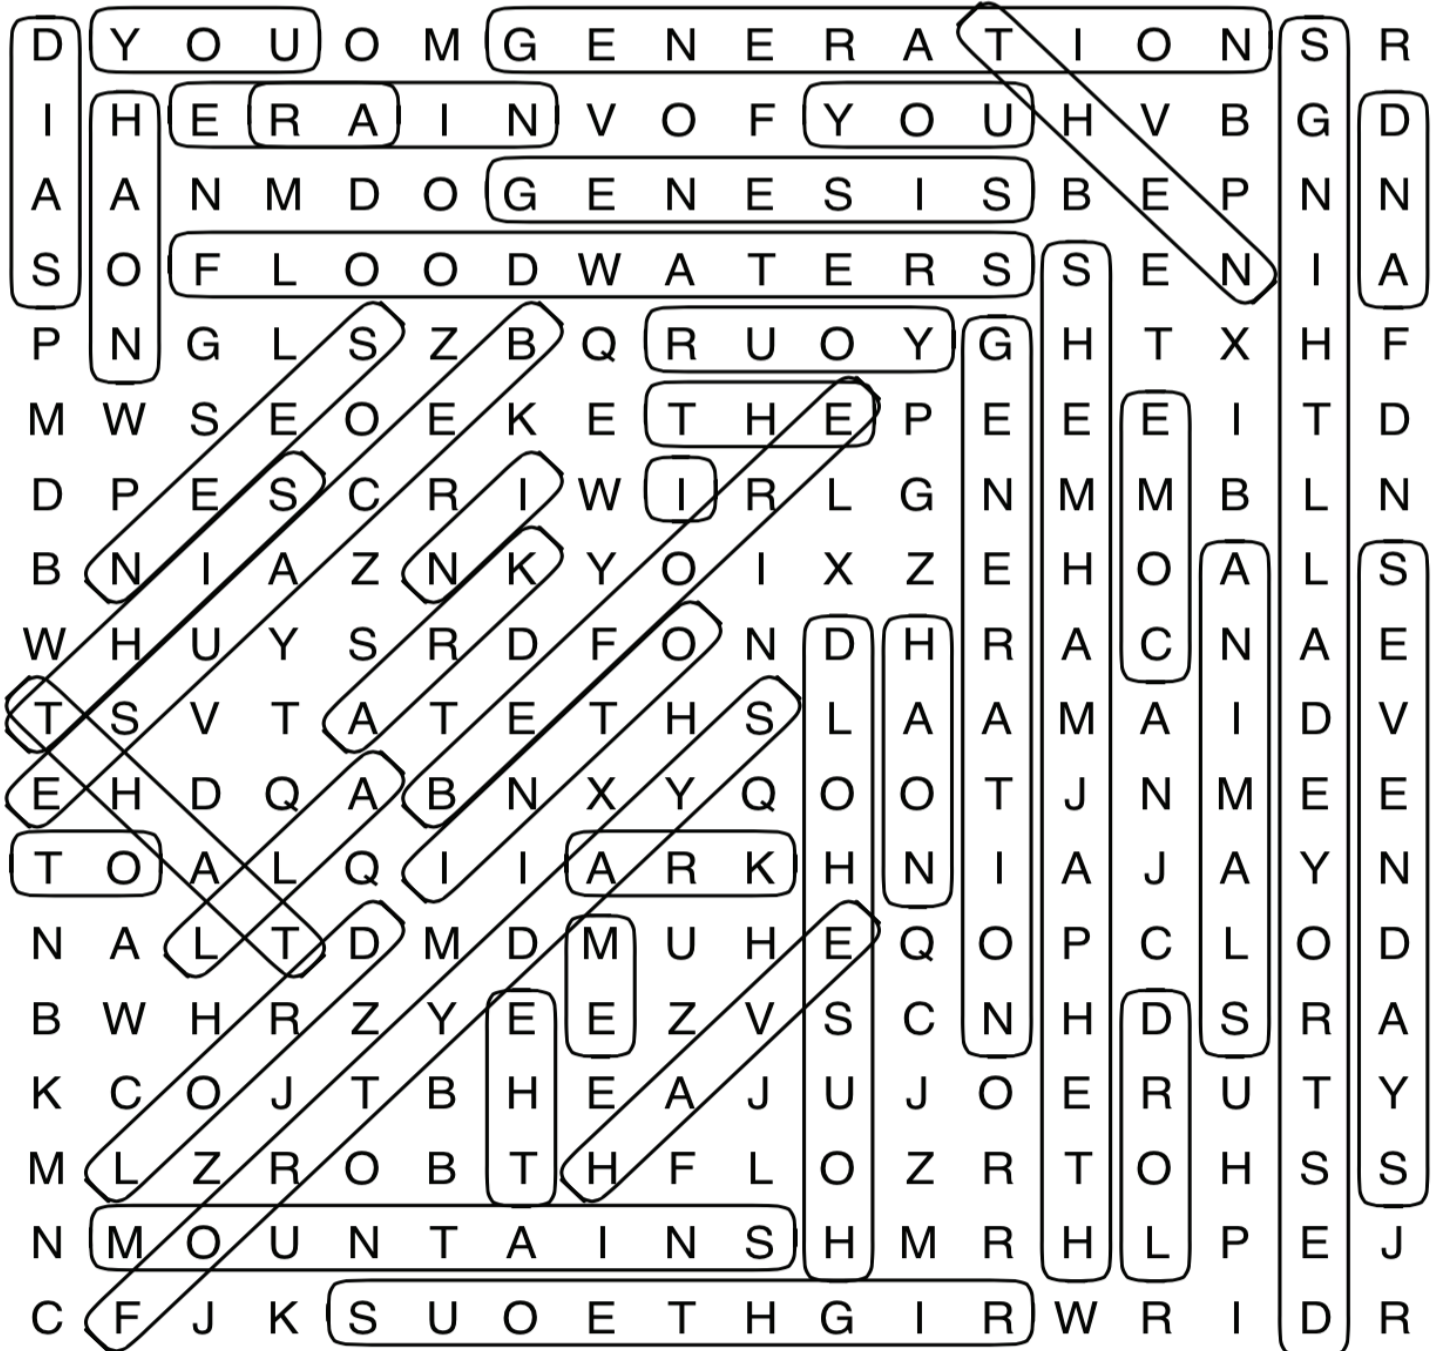 D Y O U O M G E N E R A T I O N S R
I H E R A I N V O F Y O U H V B G D
A A N M D O G E N E S I S B E P N N
S O F L O O D W A T E R S S E N I A
P N G L S Z B Q R U O Y G H T X H F
M W S E O E K E T H E P E E E I T D
D P E S C R I W I R L G N M M B L N
B N I A Z N K Y O I X Z E H O A L S
W H U Y S R D F O N D H R A C N A E
T S V T A T E T H S L A A M A I D V
E H D Q A B N X Y Q O O T J N M E E
T O A L Q I I A R K H N I A J A Y N
N A L T D M D M U H E Q O P C L O D
B W H R Z Y E E Z V S C N H D S R A
K C O J T B H E A J U J O E R U T Y
M L Z R O B T H F L O Z R T O H S S
N M O U N T A I N S H M R H L P E J
C F J K S U O E T H G I R W R I D R